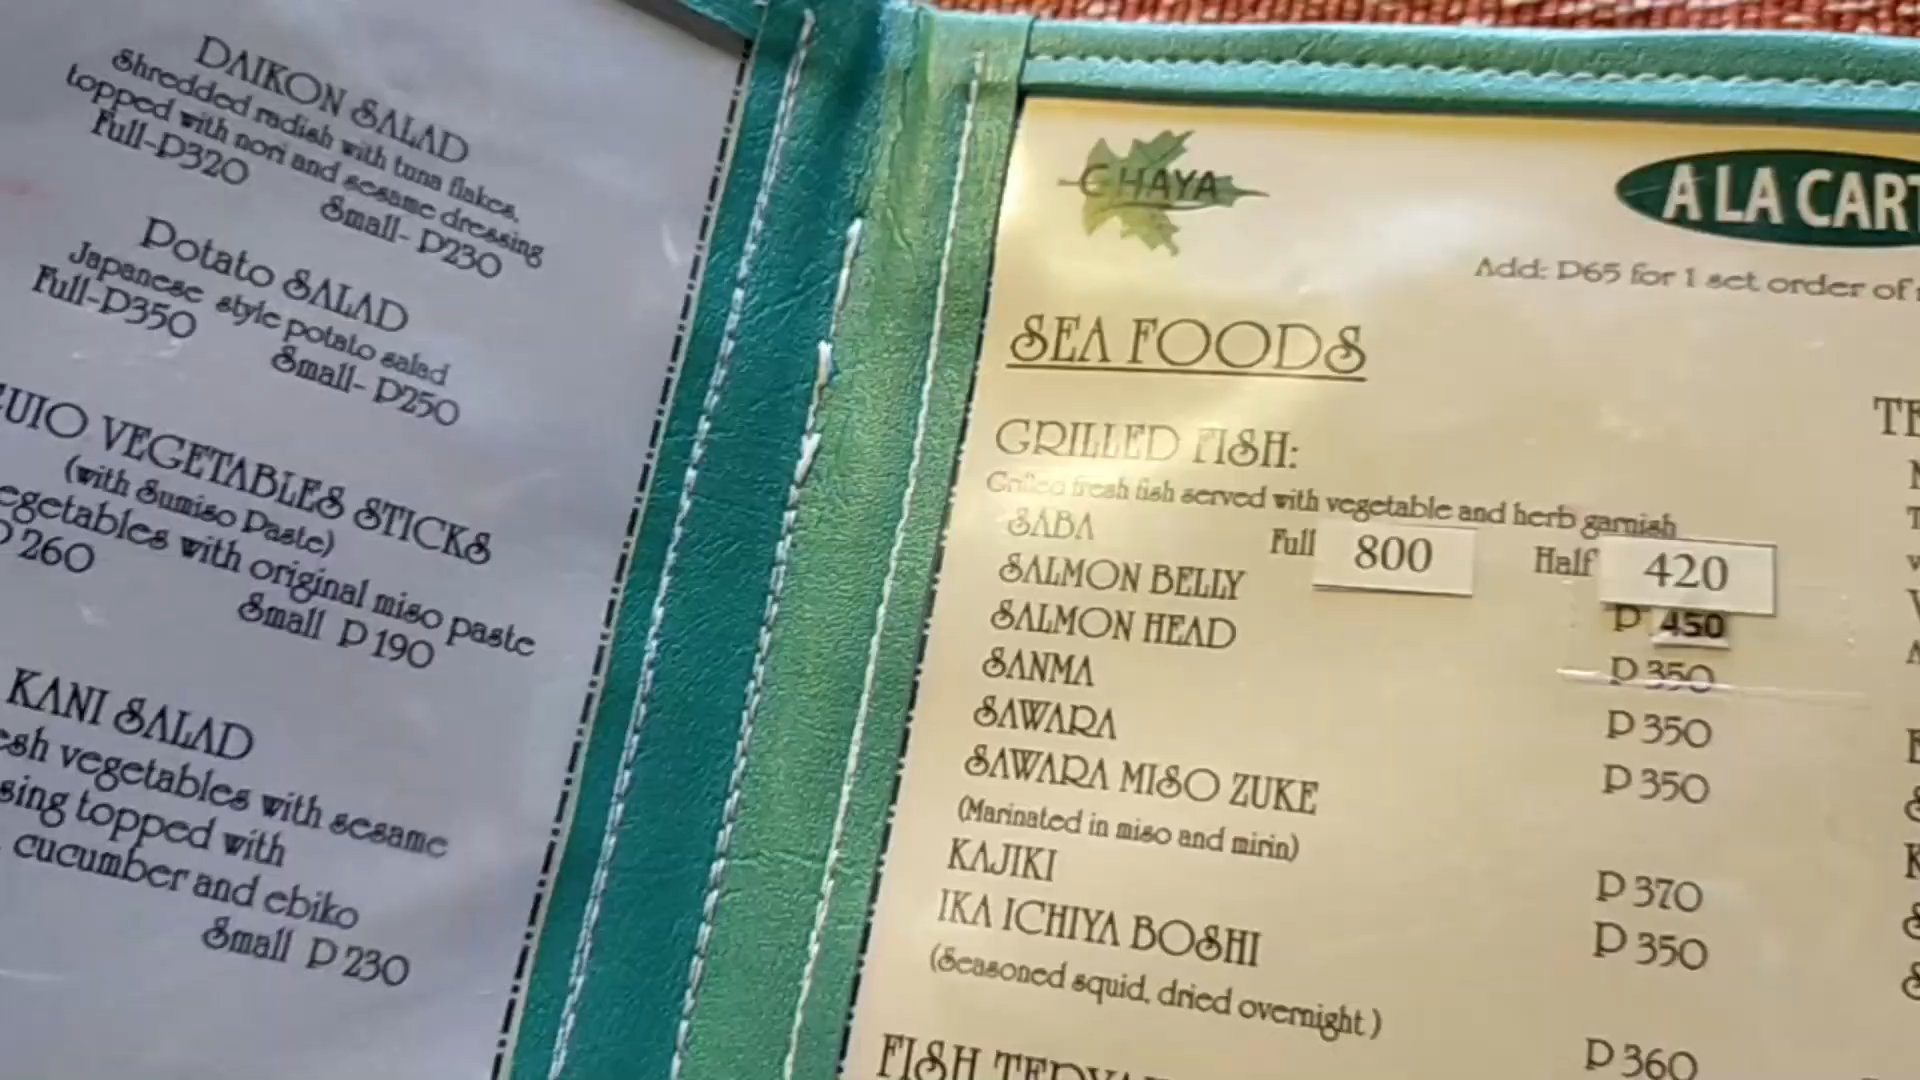 DAIKON SALAD
Shredded radish with tuna flakes,
topped with nori and sesame dressing
Full-P320 Small- P230
Potato SALAD
Japanese style potato salad
Full-P350 Small- P250
VEGETABLES STICKS
(with Sumiso Paste)
with original miso paste
260 Small P 190
KANI SALAD
vegetables with sesame
topped with
cucumber and ebiko
Small P 230
CHAYA
A LA CART
Add: P65 for 1 set order of
SEA FOODS
GRILLED FISH:
Grilled fresh fish served with vegetable and herb garnish
SABA Full 800 Half 420
SALMON BELLY P 450
SALMON HEAD P 350
SANMA P 350
SAWARA P 350
SAWARA MISO ZUKE P 370
(Marinated in miso and mirin)
KAJIKI P 350
IKA ICHIYA BOSHI P 360
(Seasoned squid, dried overnight )
FISH